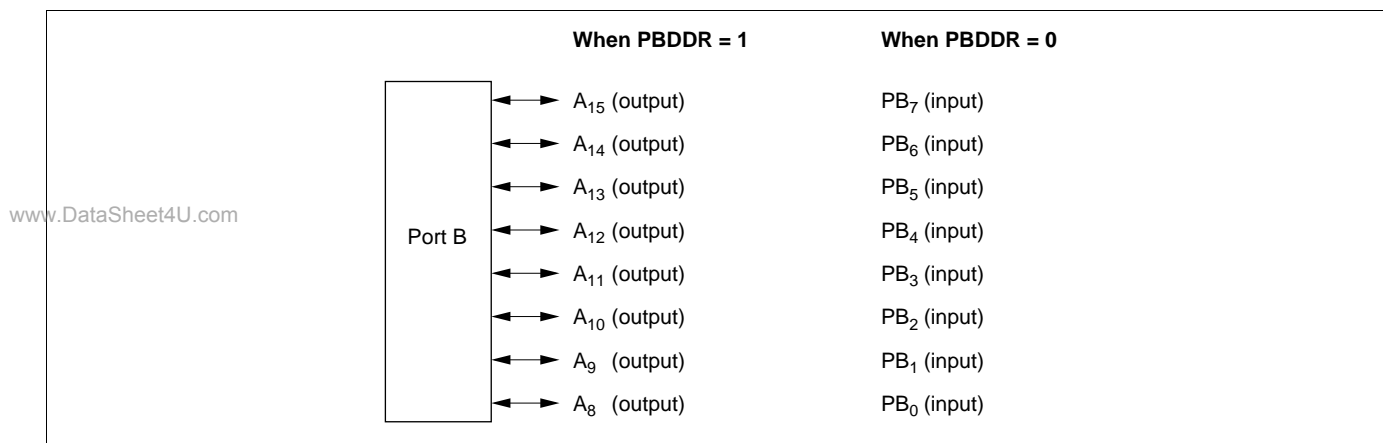 When PBDDR = 1 When PBDDR = 0
A15 (output) PB7 (input)
A14 (output) PB6 (input)
A13 (output) PB5 (input)
www.DataSheet4U.com
Port B
A12 (output) PB4 (input)
A11 (output) PB3 (input)
A10 (output) PB2 (input)
A9 (output) PB1 (input)
A8 (output) PB0 (input)